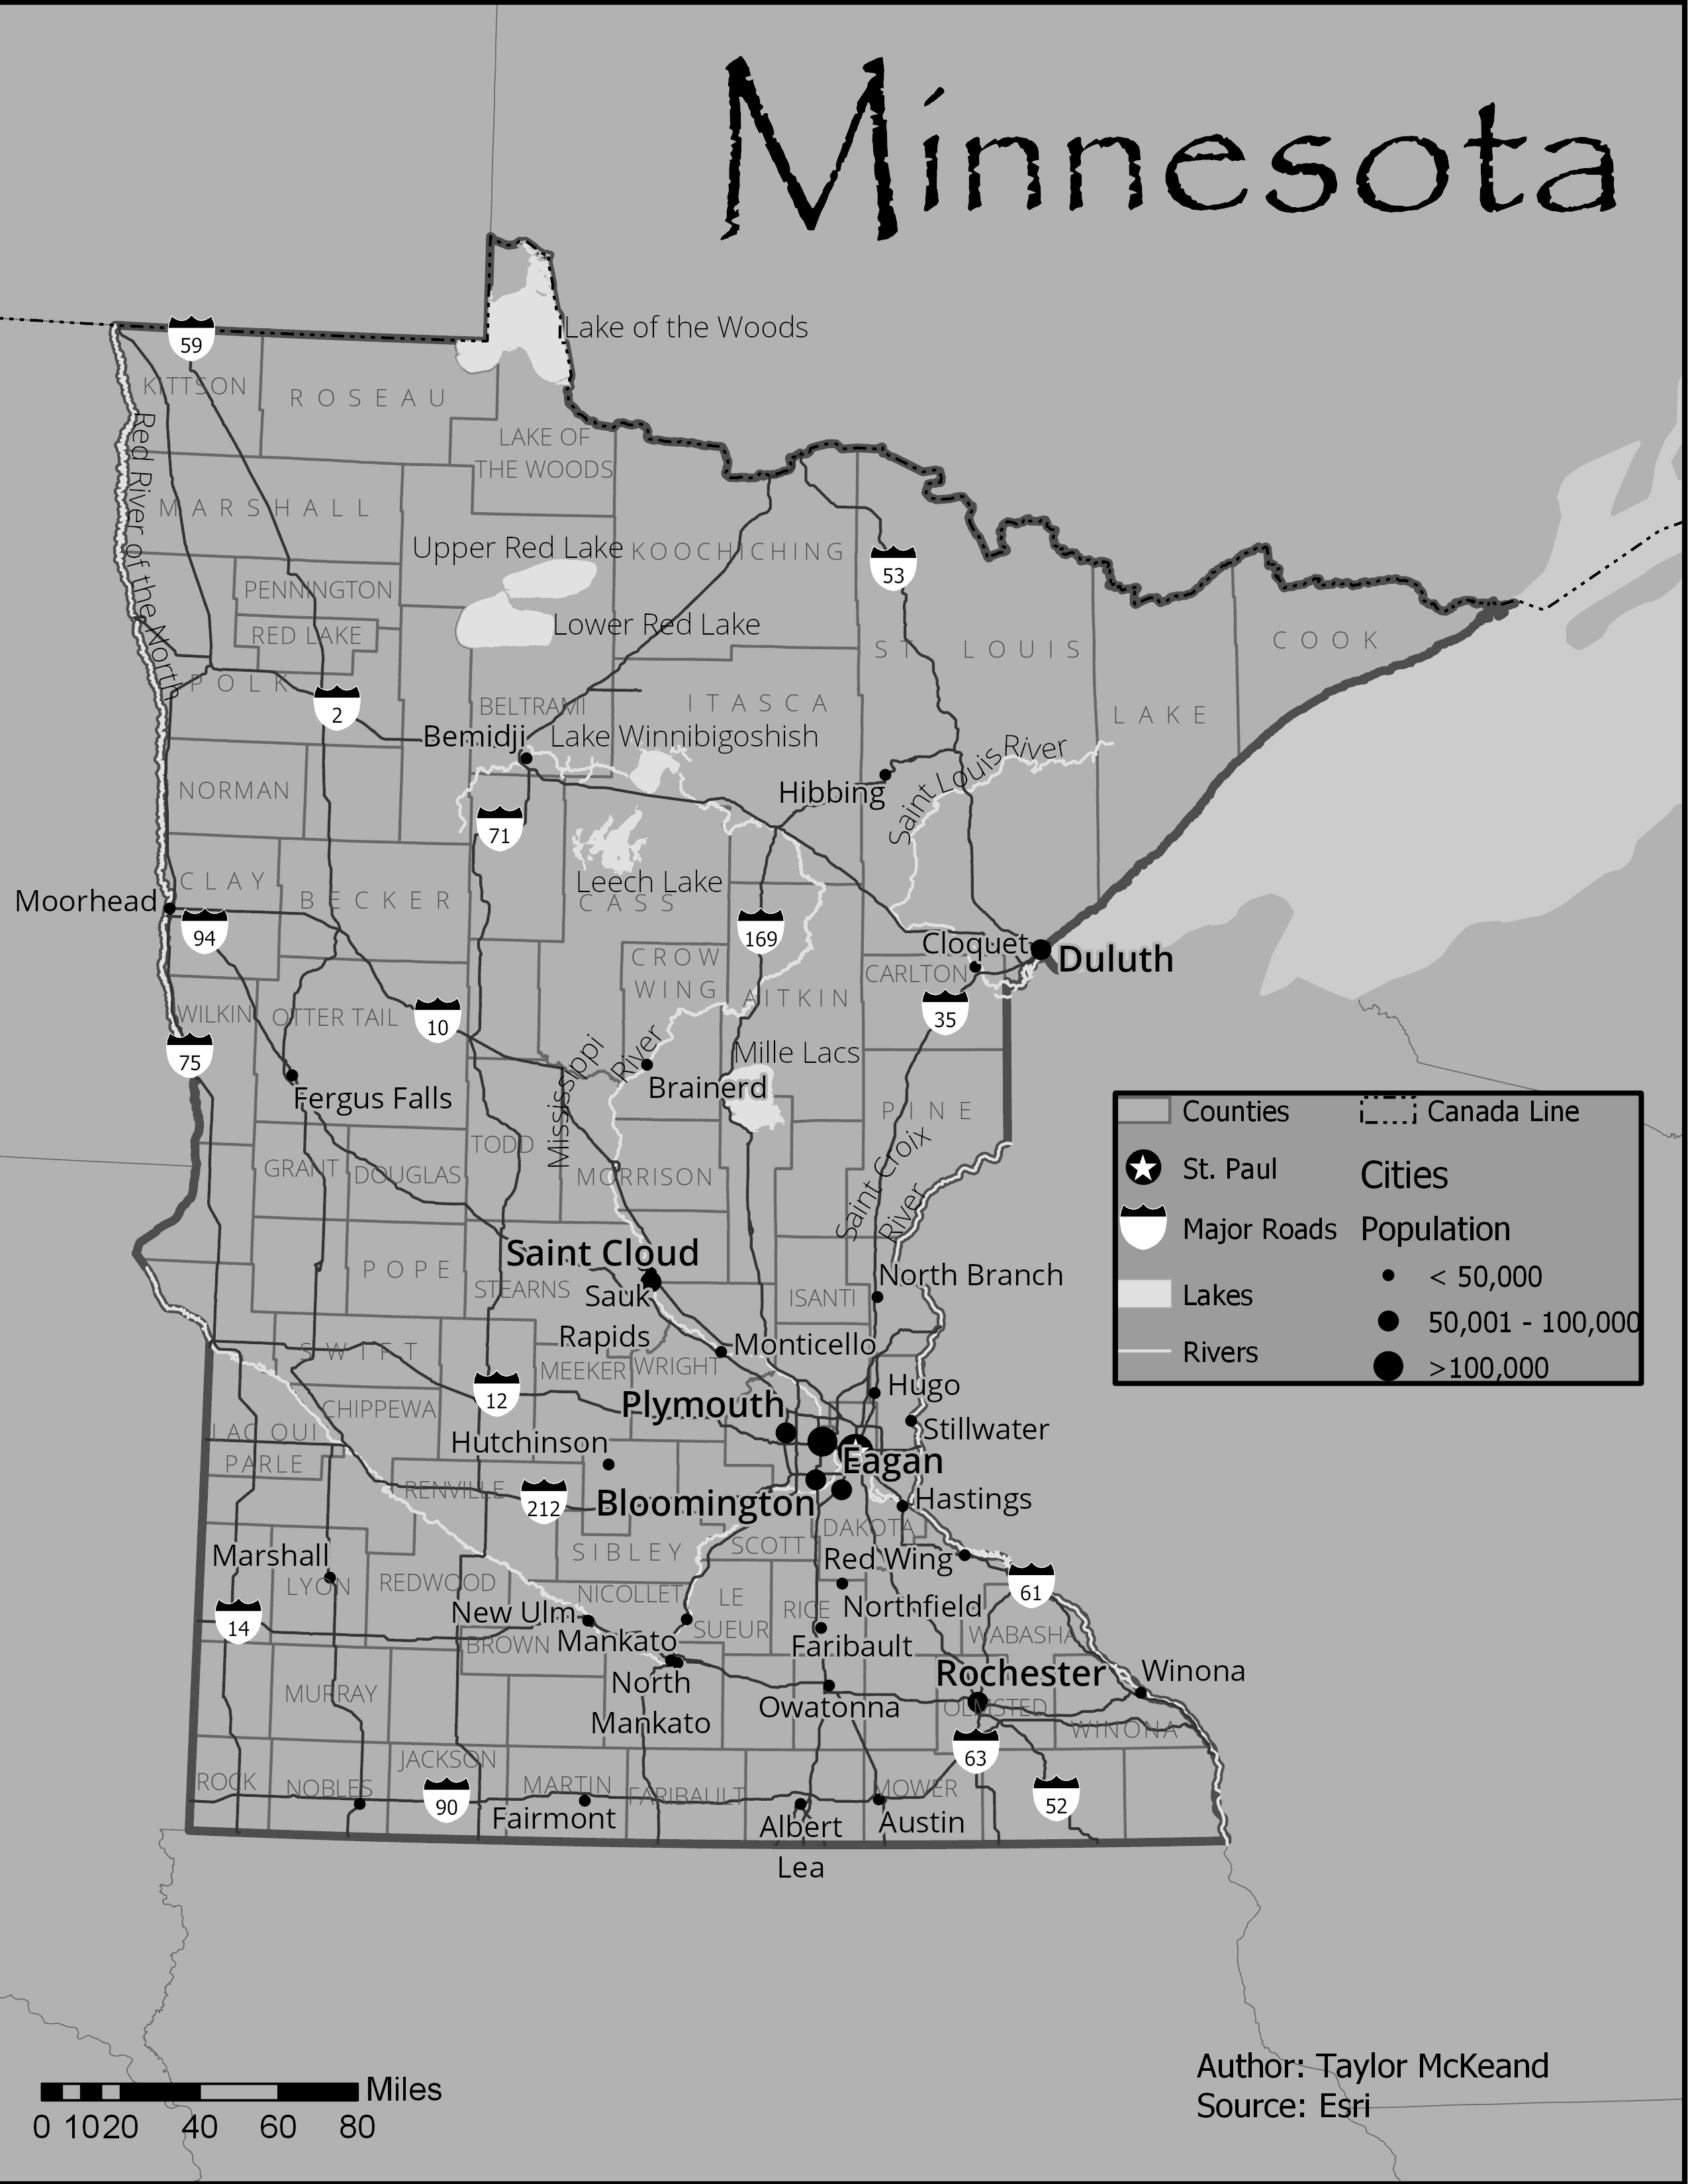 Minnesota
Lake of the Woods
59
KITTSON
ROSEAU
Red River of the North
LAKE OF
THE WOODS
MARSHALL
Upper Red Lake
KOOCHICHING
53
PENNINGTON
Lower Red Lake
RED LAKE
ST LOUIS
COOK
POLK
2
BELTRAMI
ITASCA
LAKE
Bemidji
Lake Winnibigoshish
Saint Louis River
NORMAN
Hibbing
71
Leech Lake
CLAY
BECKER
CASS
Moorhead
94
169
Cloquet
Duluth
CROW
WING
CARLTON
AITKIN
WILKIN
OTTER TAIL
10
35
75
Mississippi River
Mille Lacs
Brainerd
Fergus Falls
PINE
TODD
GRANT
DOUGLAS
MORRISON
Saint Croix River
Saint Cloud
POPE
STEARNS
Sauk
Rapids
North Branch
ISANTI
SWIFT
Monticello
MEEKER
WRIGHT
12
Hugo
Plymouth
CHIPPEWA
Stillwater
LAC QUI
PARLE
Hutchinson
Eagan
RENVILLE
212
Bloomington
Hastings
DAKOTA
SCOTT
SIBLEY
Marshall
LYON
REDWOOD
Red Wing
61
NICOLLET
LE
SUEUR
RICE
Northfield
14
New Ulm
BROWN
Mankato
Faribault
WABASHA
North
Mankato
Rochester
Winona
MURRAY
Owatonna
OLMSTED
WINONA
63
JACKSON
ROCK
NOBLES
90
MARTIN
FARIBAULT
MOWER
52
Fairmont
Albert
Lea
Austin
Counties
Canada Line
St. Paul
Cities
Major Roads
Population
< 50,000
Lakes
50,001 - 100,000
Rivers
>100,000
Author: Taylor McKeand
Source: Esri
Miles
0 10 20 40 60 80